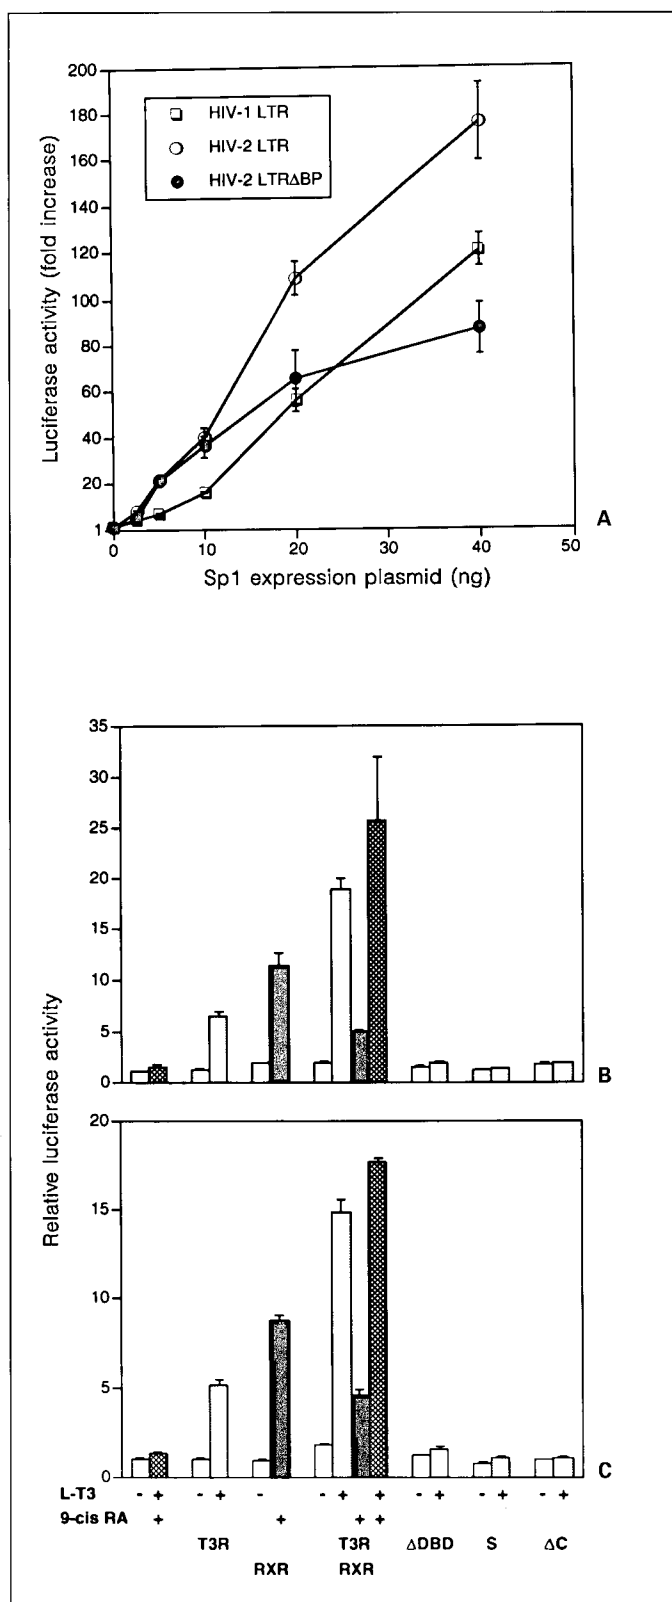 200
180
160
140
120
100
80
60
40
20
1
Luciferase activity (fold increase)
HIV-1 LTR
HIV-2 LTR
HIV-2 LTRΔBP
0 10 20 30 40 50
Sp1 expression plasmid (ng)
A
35
30
25
20
15
10
5
0
B
Relative luciferase activity
20
15
10
5
0
C
L-T3 - + - + - - + + - + - + - +
9-cis RA + + + +
T3R T3R ΔDBD S ΔC
RXR RXR